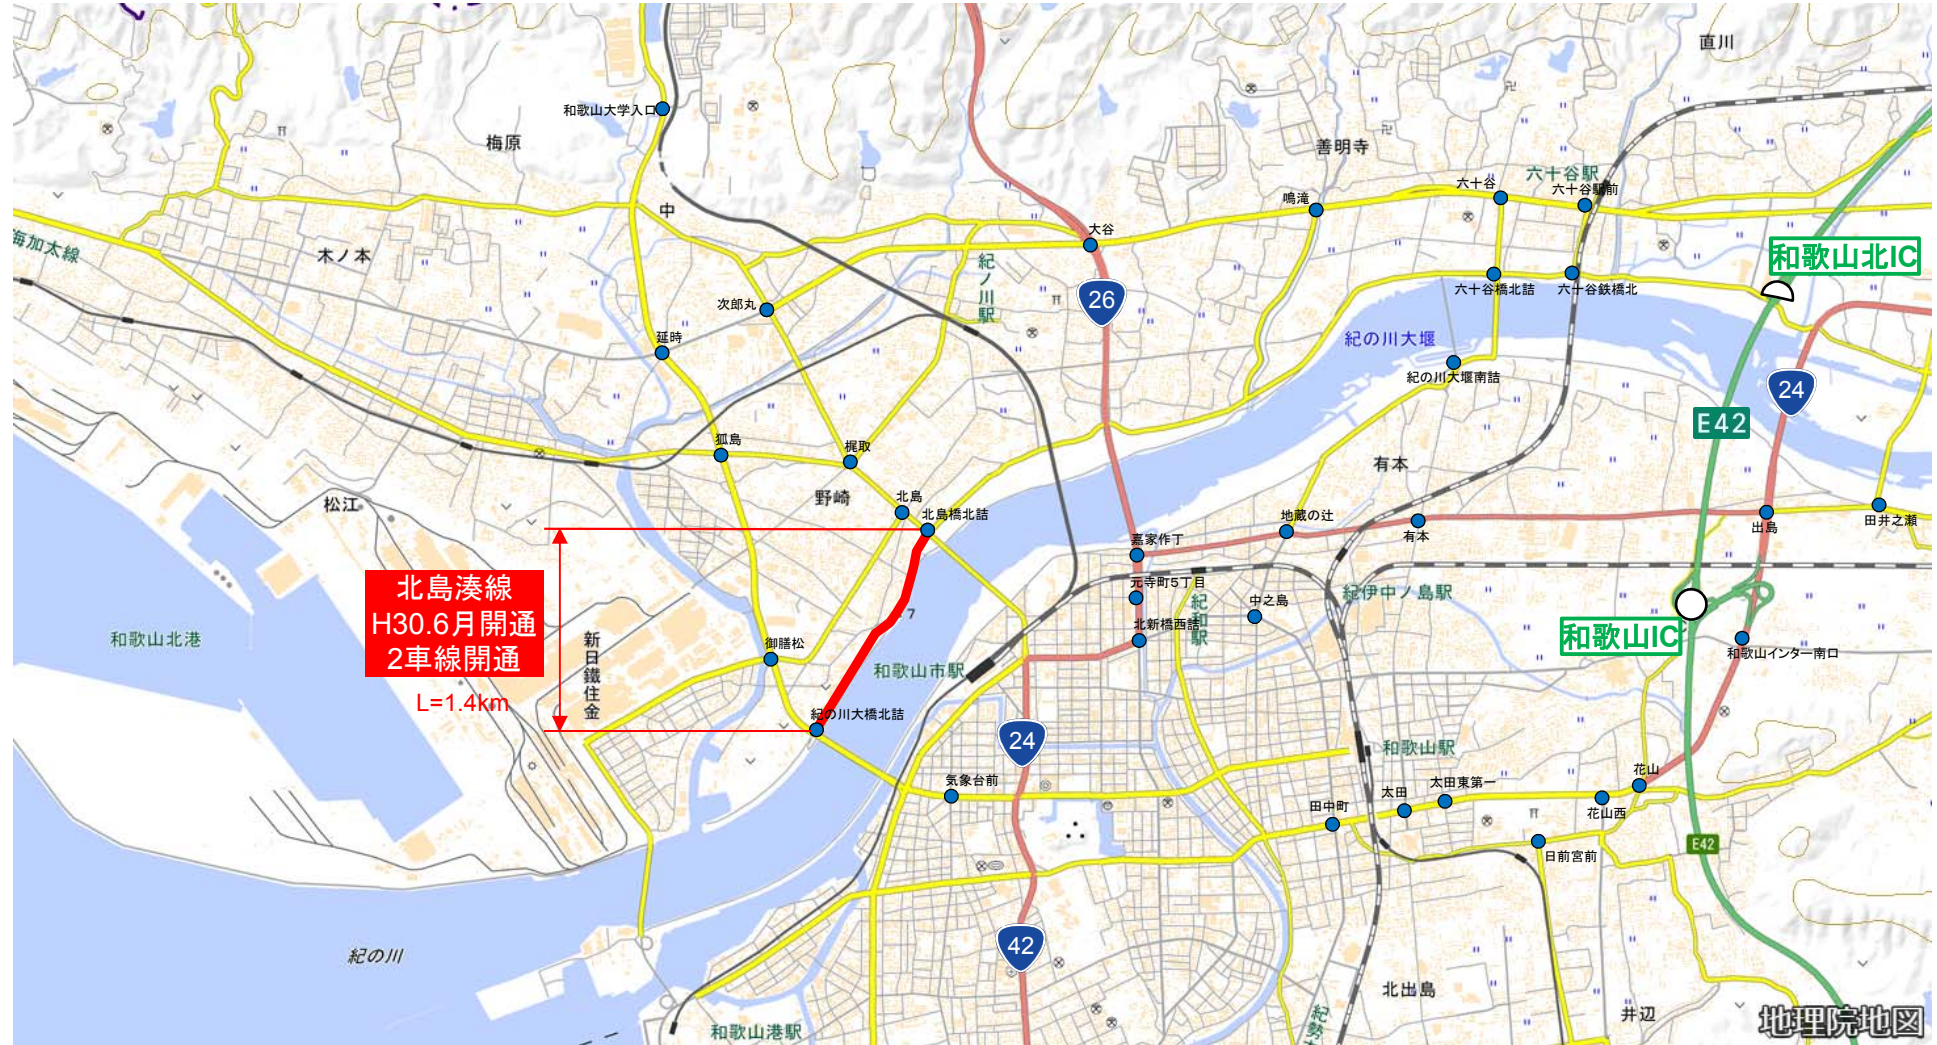 直川
和歌山大学入口
梅原
善明寺
六十谷駅
六十谷
六十谷駅前
鳴滝
中
大谷
海加太線
木ノ本
紀ノ川駅
和歌山北IC
26
六十谷橋北詰
六十谷鉄橋北
次郎丸
紀の川大堰
延時
紀の川大堰南詰
24
E42
狐島
梶取
有本
野崎
松江
北島
北島橋北詰
地蔵の辻
有本
出島
田井之瀬
嘉家作丁
北島湊線
H30.6月開通
2車線開通
L=1.4km
元寺町5丁目
紀和駅
中之島
紀伊中ノ島駅
7
和歌山北港
新日鐵住金
御膳松
北新橋西詰
和歌山IC
和歌山インター南口
和歌山市駅
紀の川大橋北詰
24
和歌山駅
気象台前
太田東第一
花山
田中町
太田
花山西
日前宮前
E42
紀の川
42
北出島
井辺
和歌山港駅
紀勢
地理院地図